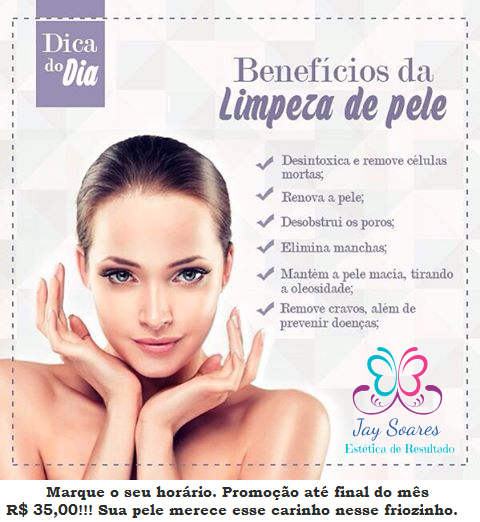 Dica
do
Dia
Benefícios da
Limpeza de pele
Desintoxica e remove células
mortas;
Renova a pele;
Desobstrui os poros;
Elimina manchas;
Mantém a pele macia, tirando
a oleosidade;
Remove cravos, além de
prevenir doenças;
Jay Soares
Estética de Resultado
Marque o seu horário. Promoção até final do mês
R$ 35,00!!! Sua pele merece esse carinho nesse friozinho.